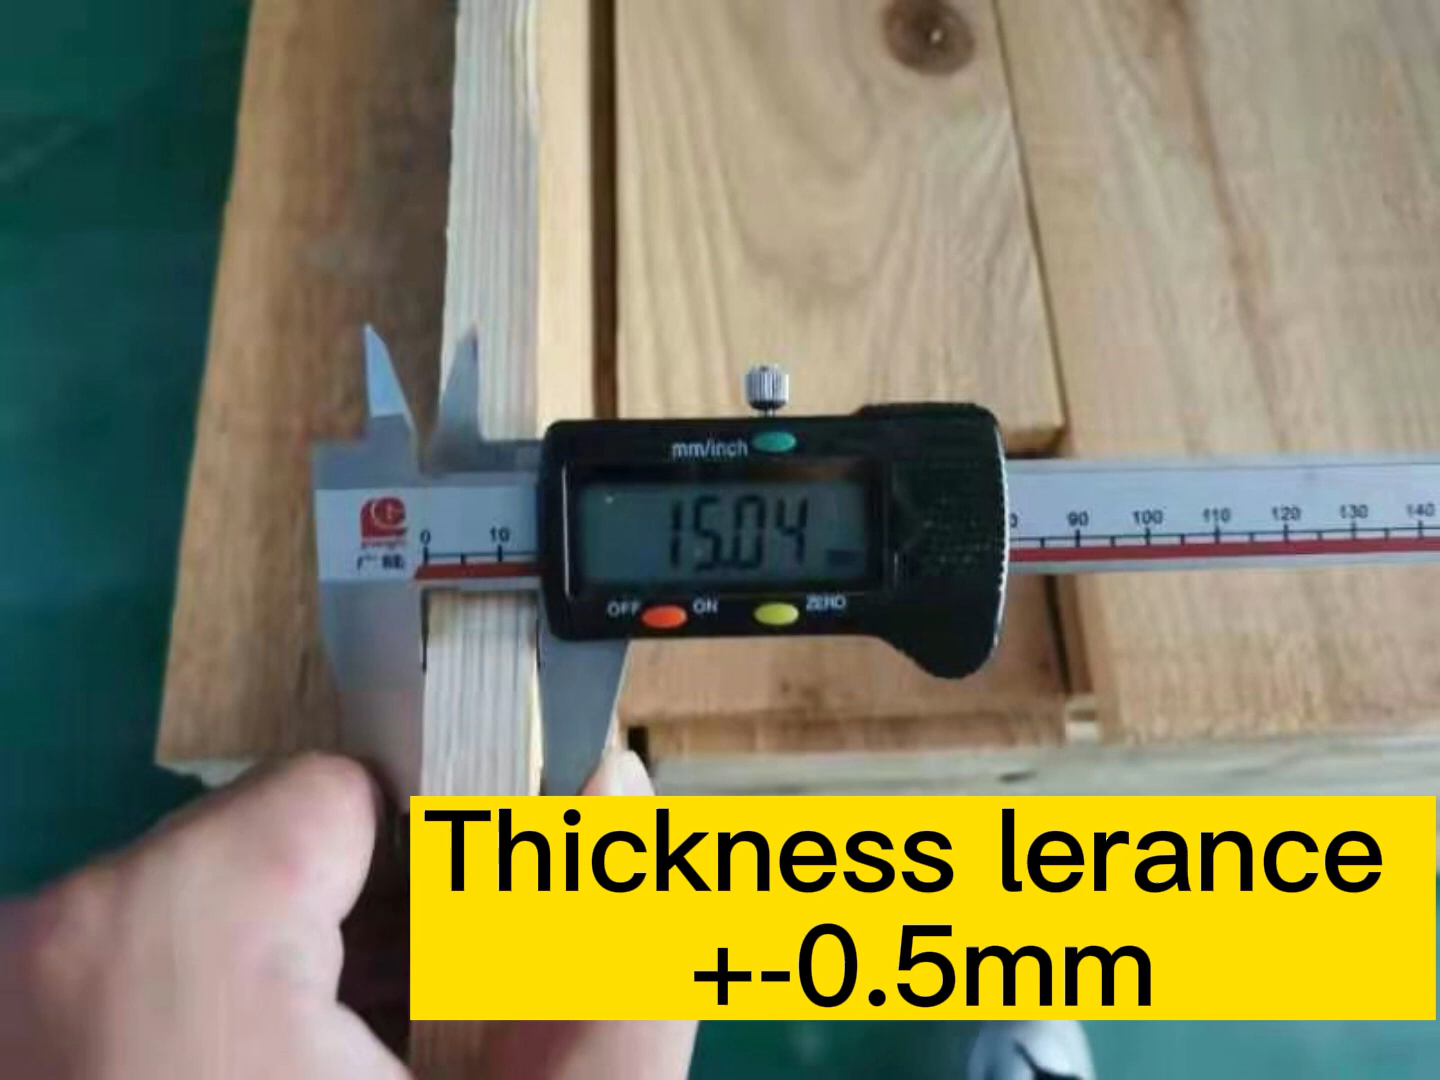 mm/inch
15.04
0 10
90 100 110 120 130 140
OFF ON ZERO
Thickness lerance
+-0.5mm